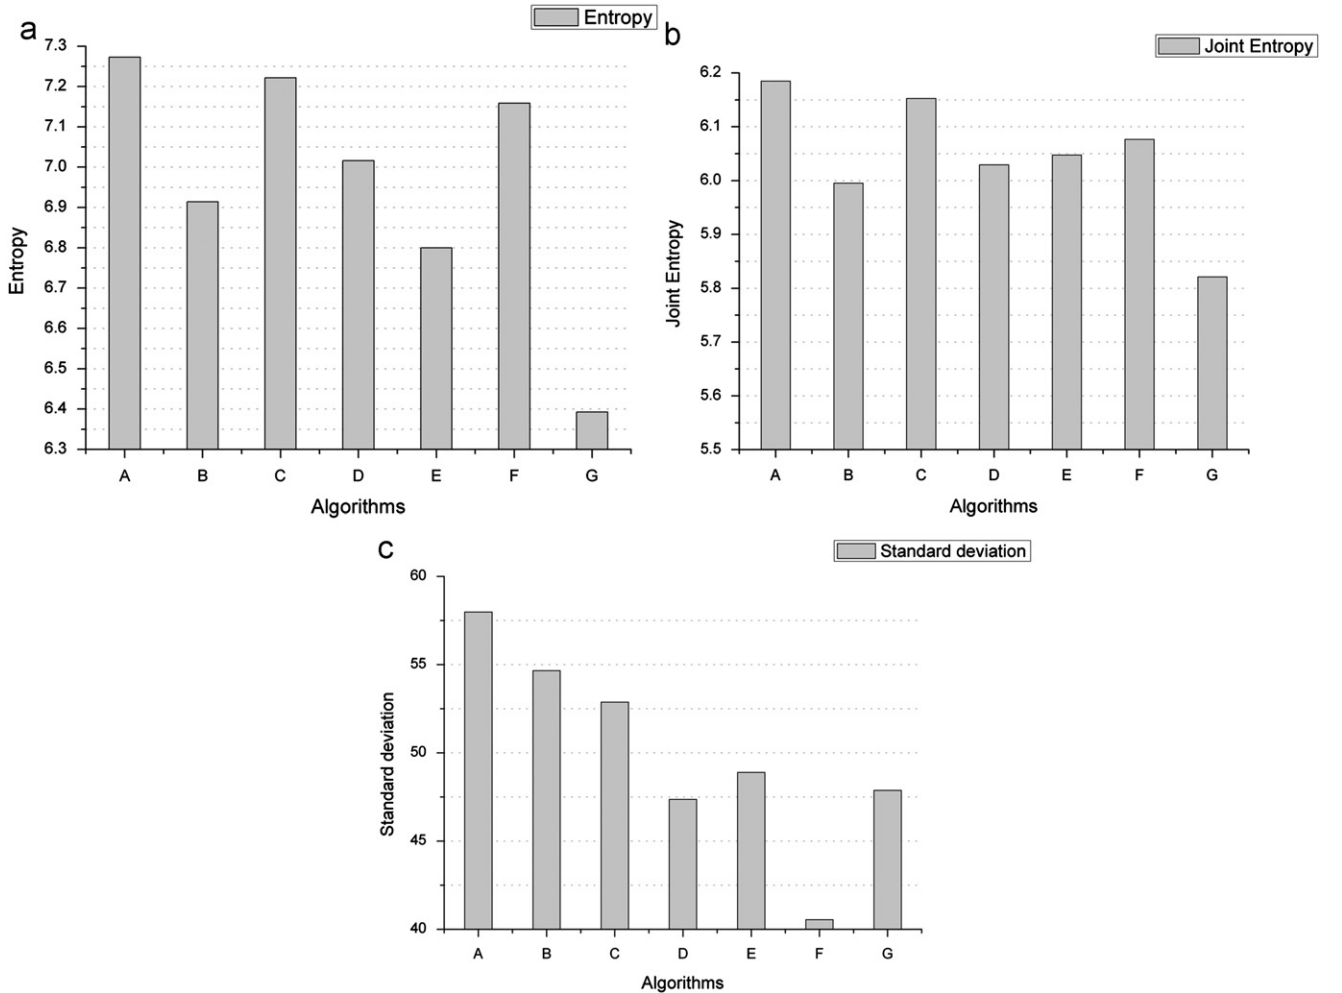 a
Entropy
7.3
7.2
7.1
7.0
6.9
6.8
6.7
6.6
6.5
6.4
6.3
Entropy
A B C D E F G
Algorithms
b
Joint Entropy
6.2
6.1
6.0
5.9
5.8
5.7
5.6
5.5
Joint Entropy
A B C D E F G
Algorithms
c
Standard deviation
60
55
50
45
40
Standard deviation
A B C D E F G
Algorithms